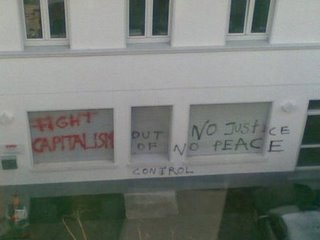 FIGHT
CAPITALISM
OUT
OF
CONTROL
NO JUSTICE
NO PEACE